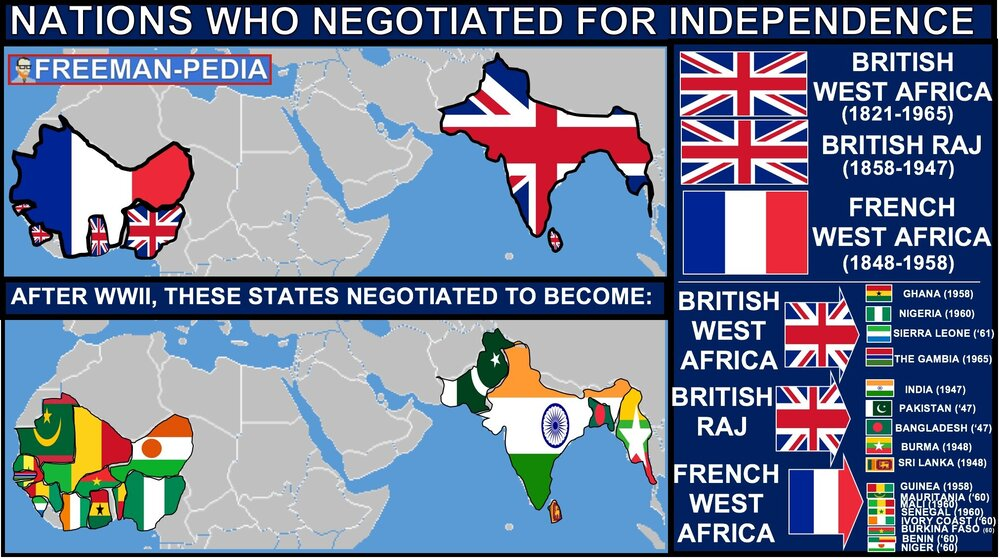 NATIONS WHO NEGOTIATED FOR INDEPENDENCE
FREEMAN-PEDIA
BRITISH
WEST AFRICA
(1821-1965)
BRITISH RAJ
(1858-1947)
FRENCH
WEST AFRICA
(1848-1958)
AFTER WWII, THESE STATES NEGOTIATED TO BECOME:
BRITISH
WEST
AFRICA
GHANA (1958)
NIGERIA (1960)
SIERRA LEONE ('61)
THE GAMBIA (1965)
BRITISH
RAJ
INDIA (1947)
PAKISTAN ('47)
BANGLADESH ('47)
BURMA (1948)
SRI LANKA (1948)
FRENCH
WEST
AFRICA
GUINEA (1958)
MAURITANIA ('60)
MALI (1960)
SENEGAL (1960)
IVORY COAST ('60)
BURKINA FASO (60)
BENIN ('60)
NIGER ('60)